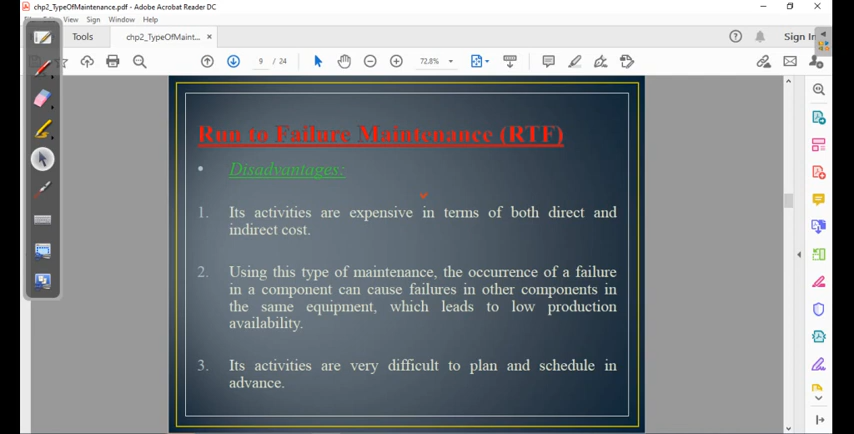 chp2_TypeOfMaintenance.pdf - Adobe Acrobat Reader DC
View Sign Window Help
Tools chp2_TypeOfMaint... × Sign In
9 / 24 72.8%
Run to Failure Maintenance (RTF)
• Disadvantages:
1. Its activities are expensive in terms of both direct and
indirect cost.
2. Using this type of maintenance, the occurrence of a failure
in a component can cause failures in other components in
the same equipment, which leads to low production
availability.
3. Its activities are very difficult to plan and schedule in
advance.